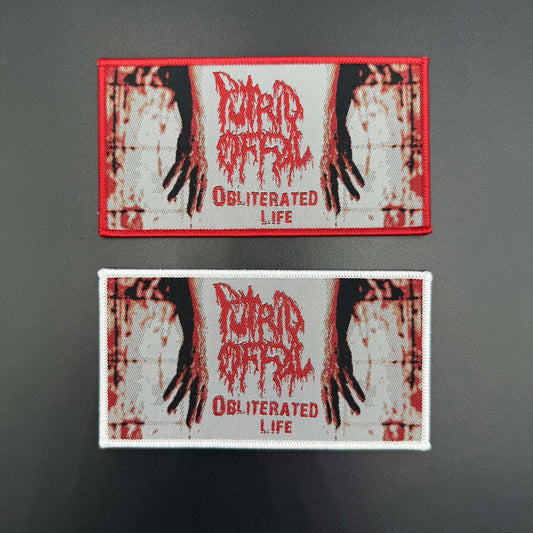 PUTRID
OFFAL
OBLITERATED
LIFE
PUTRID
OFFAL
OBLITERATED
LIFE